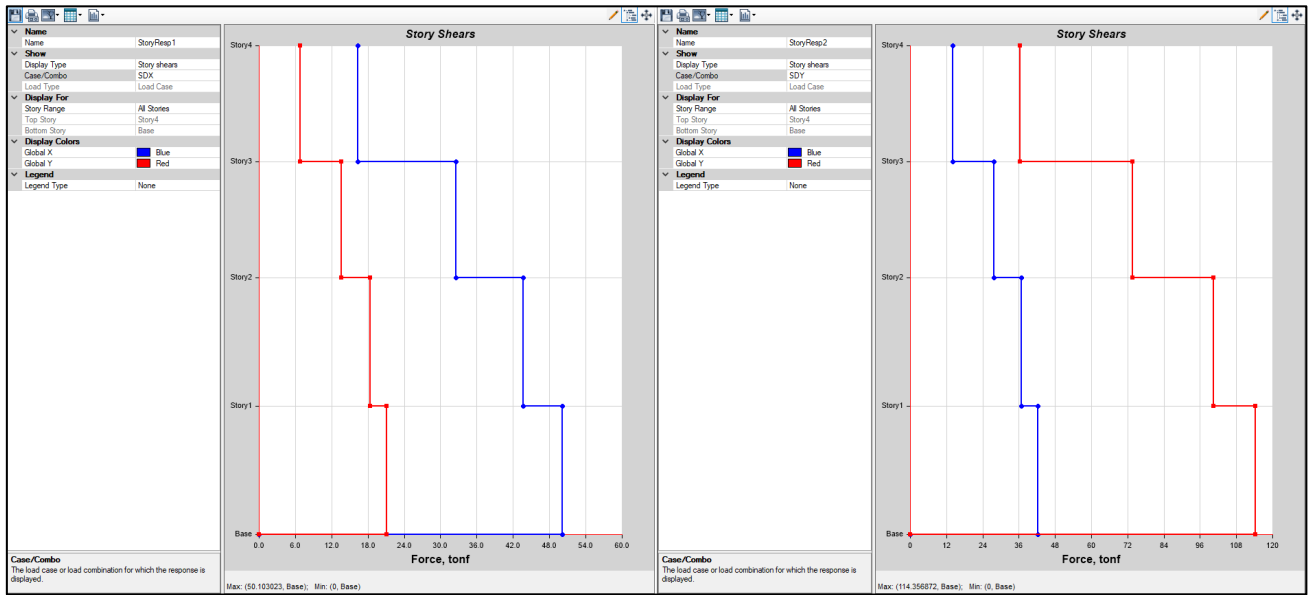 Name
Name StoryResp1
Show
Display Type Story shears
Case/Combo SDX
Load Type Load Case
Display For
Story Range All Stories
Top Story Story4
Bottom Story Base
Display Colors
Global X Blue
Global Y Red
Legend
Legend Type None
Case/Combo
The load case or load combination for which the response is
displayed.
Story Shears
Story4
Story3
Story2
Story1
Base
0.0 6.0 12.0 18.0 24.0 30.0 36.0 42.0 48.0 54.0 60.0
Force, tonf
Max: (50.103023, Base); Min: (0, Base)
Name
Name StoryResp2
Show
Display Type Story shears
Case/Combo SDY
Load Type Load Case
Display For
Story Range All Stories
Top Story Story4
Bottom Story Base
Display Colors
Global X Blue
Global Y Red
Legend
Legend Type None
Case/Combo
The load case or load combination for which the response is
displayed.
Story Shears
Story4
Story3
Story2
Story1
Base
0 12 24 36 48 60 72 84 96 108 120
Force, tonf
Max: (114.356872, Base); Min: (0, Base)